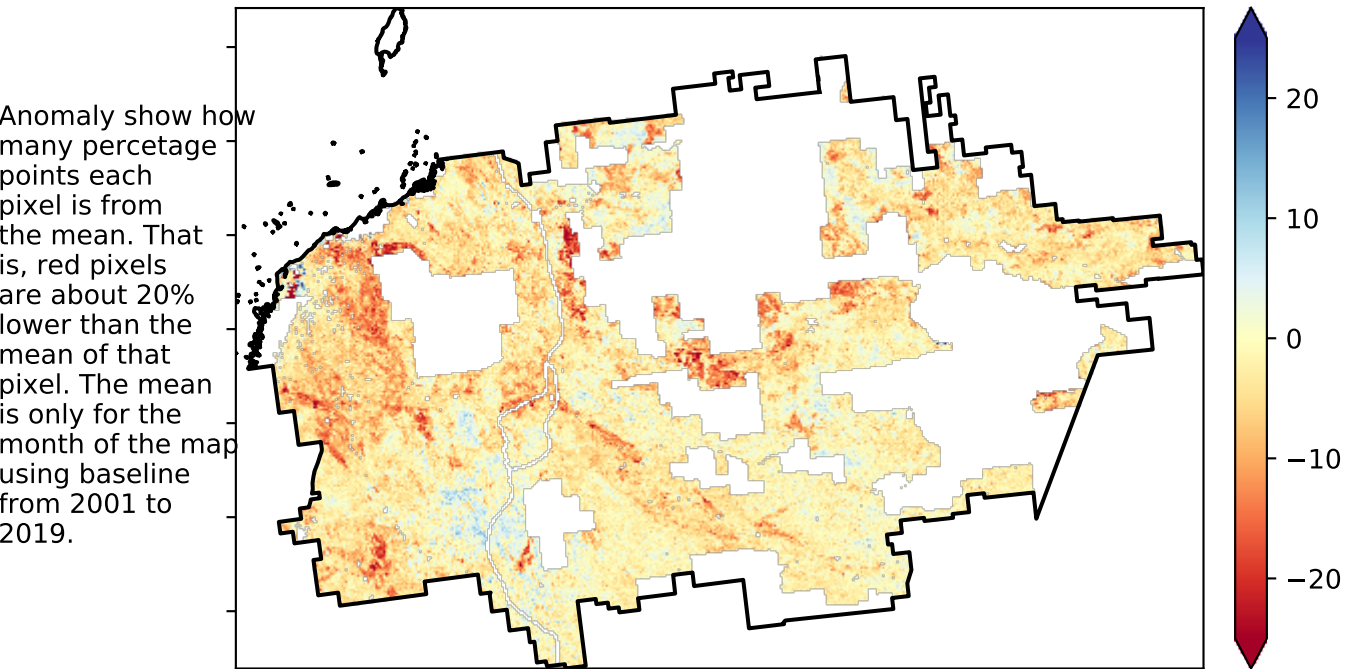 Anomaly show how
many percetage
points each
pixel is from
the mean. That
is, red pixels
are about 20%
lower than the
mean of that
pixel. The mean
is only for the
month of the map
using baseline
from 2001 to
2019.
20
10
0
−10
−20